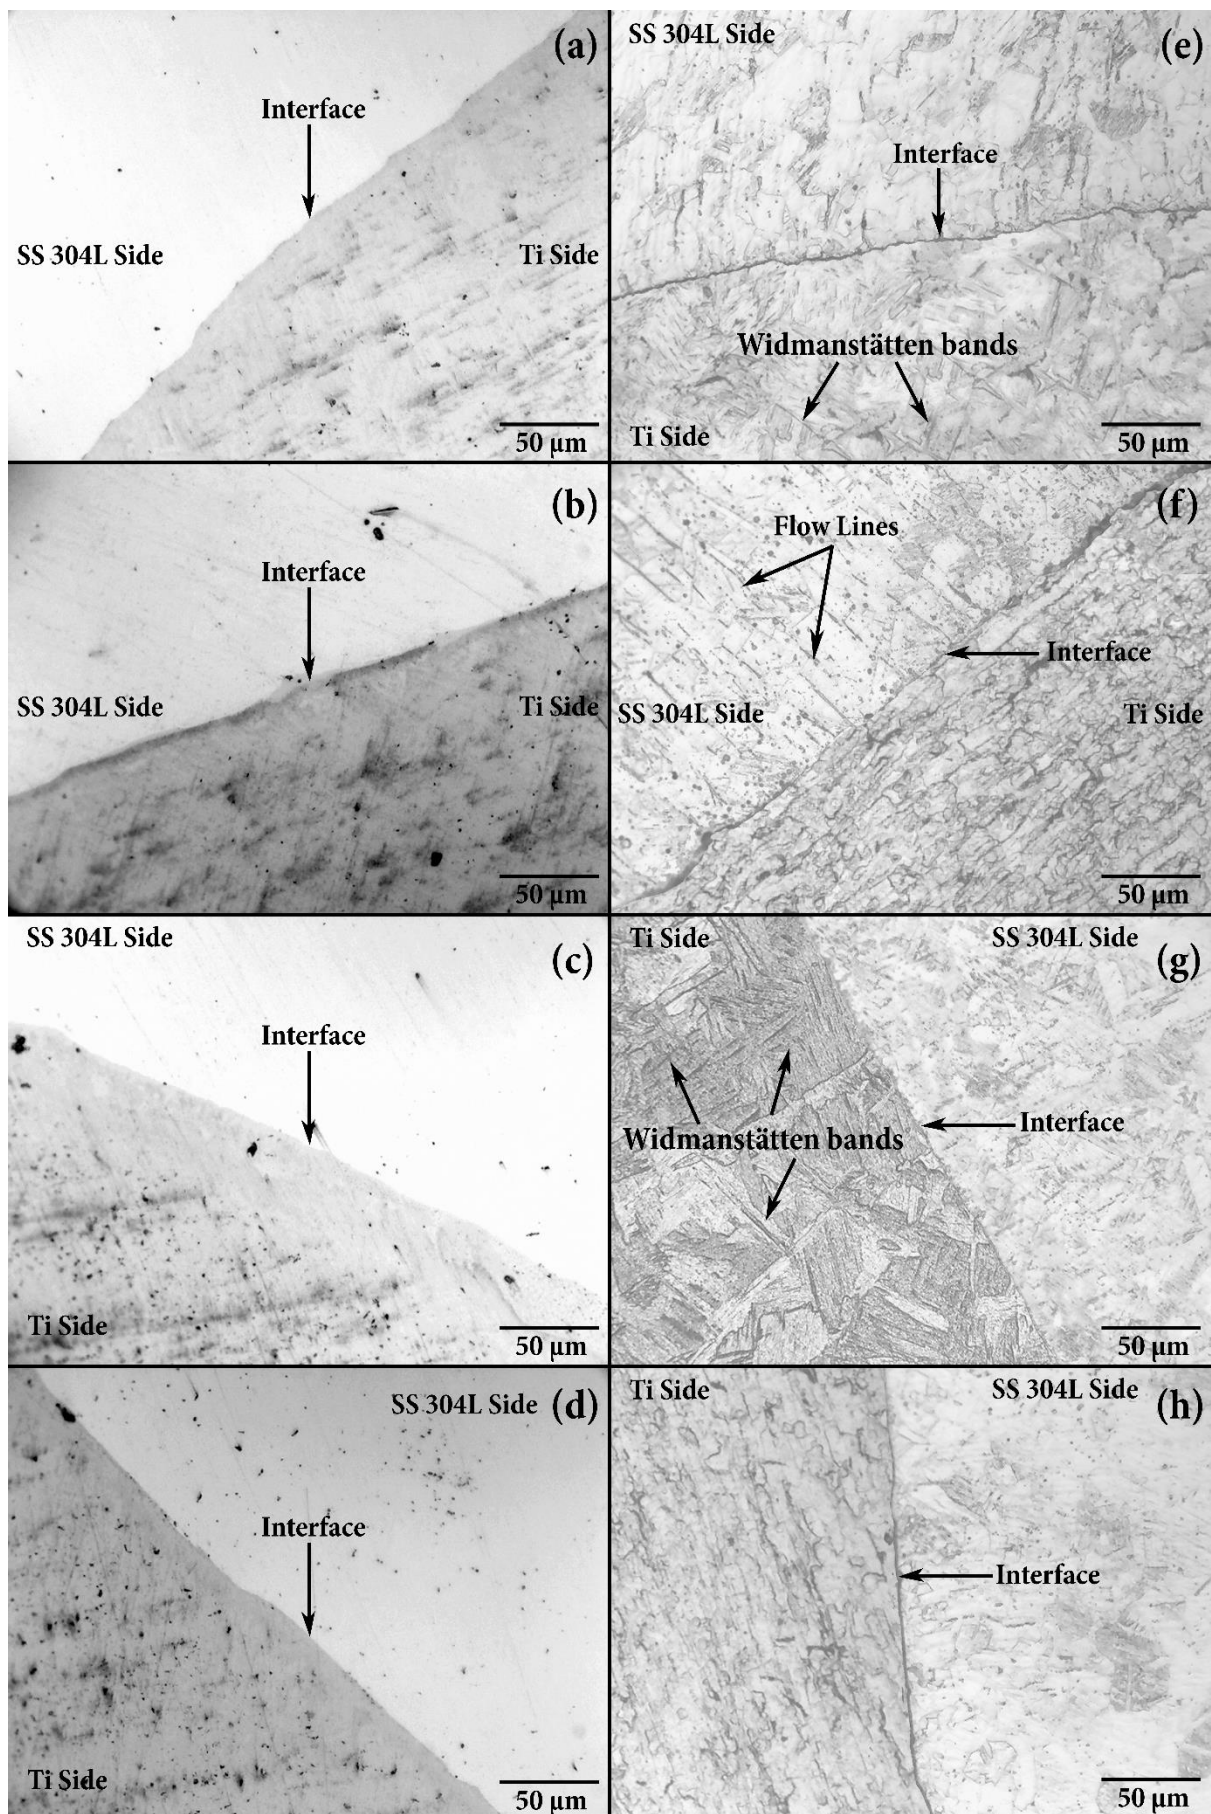 (a)
Interface
SS 304L Side
Ti Side
50 µm
(b)
Interface
SS 304L Side
Ti Side
50 µm
SS 304L Side
(c)
Interface
Ti Side
50 µm
SS 304L Side (d)
Interface
Ti Side
50 µm
SS 304L Side
(e)
Interface
Widmanstätten bands
Ti Side
50 µm
(f)
Flow Lines
Interface
SS 304L Side
Ti Side
50 µm
Ti Side
SS 304L Side
(g)
Widmanstätten bands
Interface
50 µm
Ti Side
SS 304L Side
(h)
Interface
50 µm